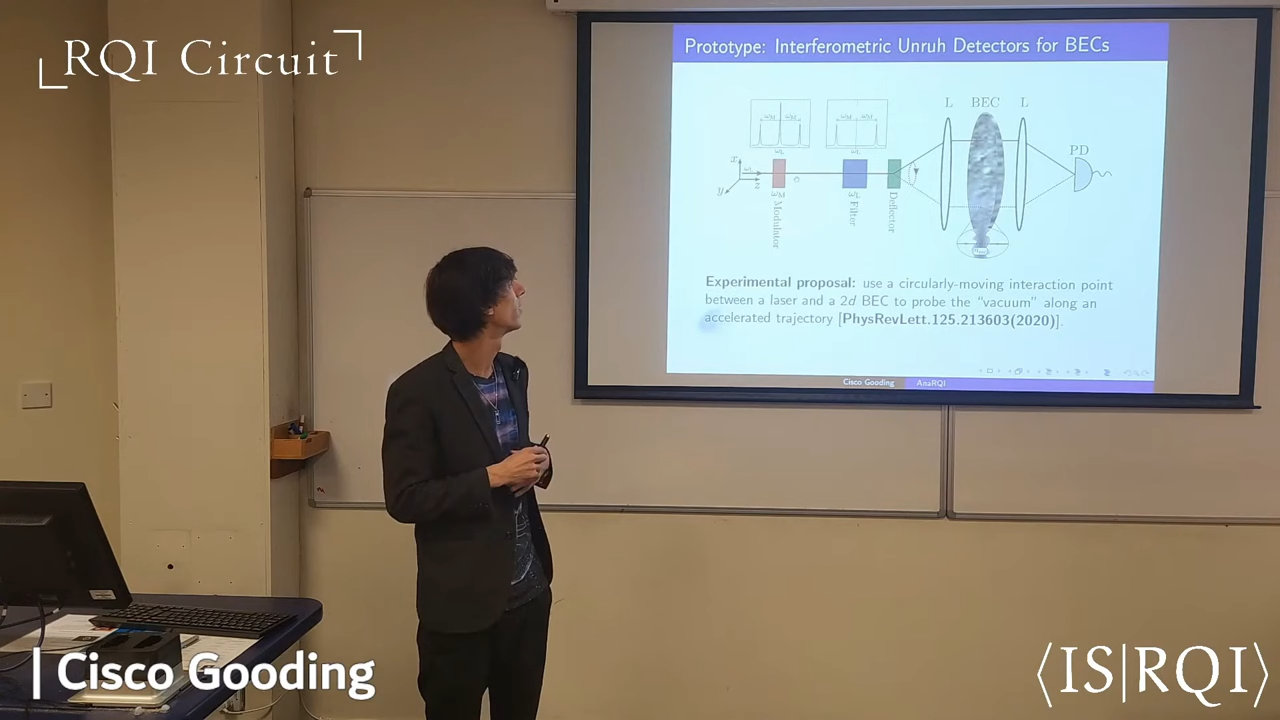 RQI Circuit
Prototype: Interferometric Unruh Detectors for BECs
L BEC L
PD
x
y
Modulator
Filter
Deflector
Experimental proposal: use a circularly-moving interaction point
between a laser and a 2d BEC to probe the "vacuum" along an
accelerated trajectory [PhysRevLett.125.213603(2020)].
Cisco Gooding AnaRQI
| Cisco Gooding
⟨IS|RQI⟩